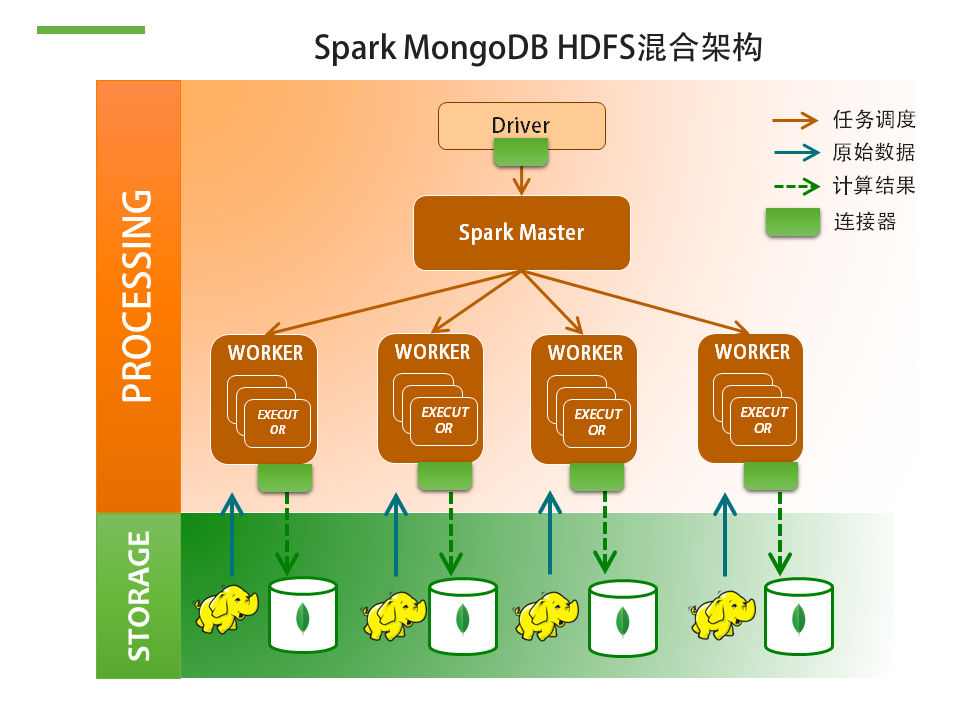 Spark MongoDB HDFS混合架构
PROCESSING
Driver
任务调度
原始数据
计算结果
连接器
Spark Master
WORKER
EXECUT
OR
WORKER
EXECUT
OR
WORKER
EXECUT
OR
WORKER
EXECUT
OR
STORAGE